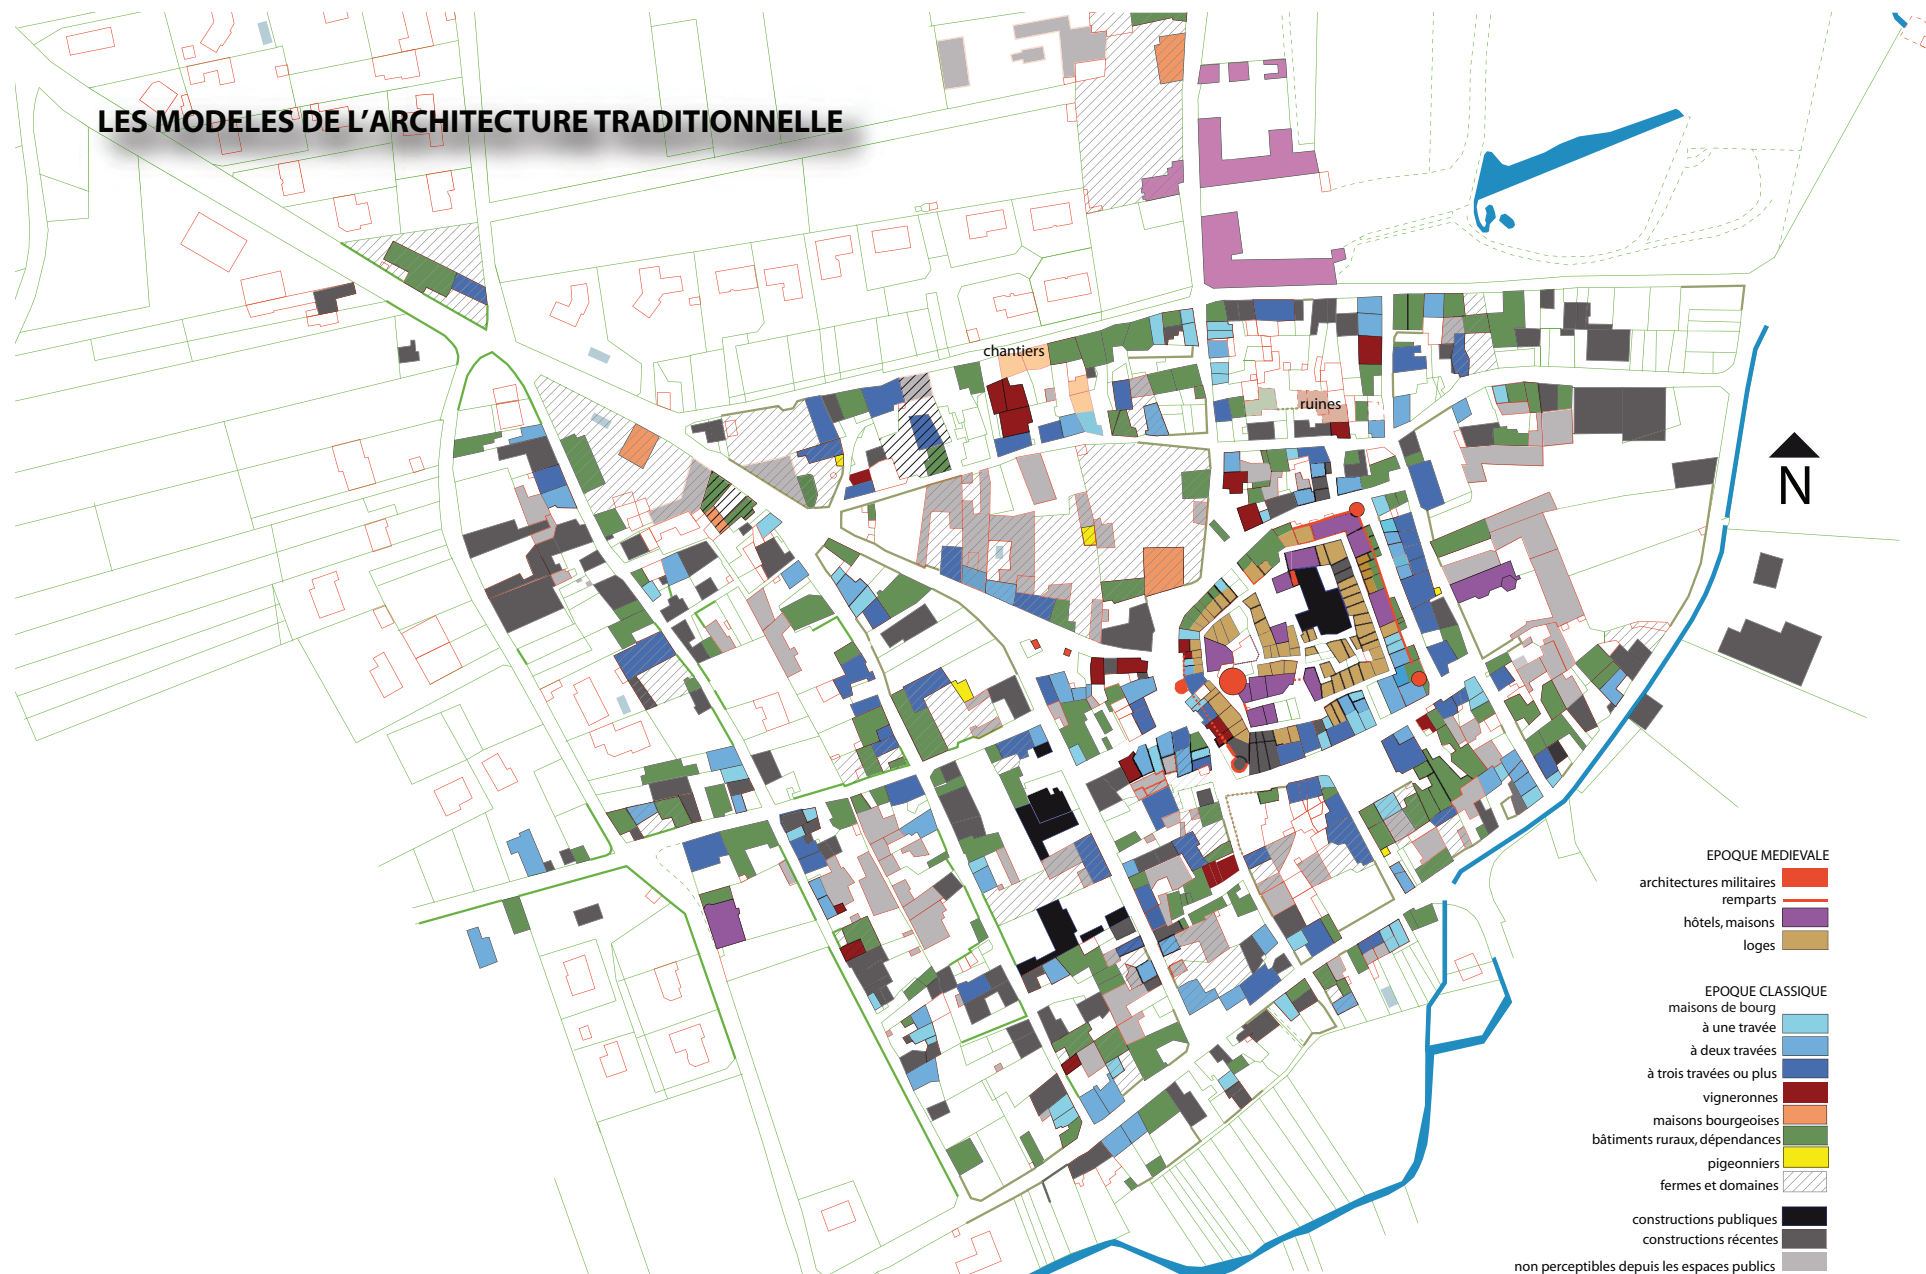 LES MODELES DE L'ARCHITECTURE TRADITIONNELLE
chantiers
ruines
N
EPOQUE MEDIEVALE
architectures militaires
remparts
hôtels, maisons
loges
EPOQUE CLASSIQUE
maisons de bourg
à une travée
à deux travées
à trois travées ou plus
vigneronnes
maisons bourgeoises
bâtiments ruraux, dépendances
pigeonniers
fermes et domaines
constructions publiques
constructions récentes
non perceptibles depuis les espaces publics